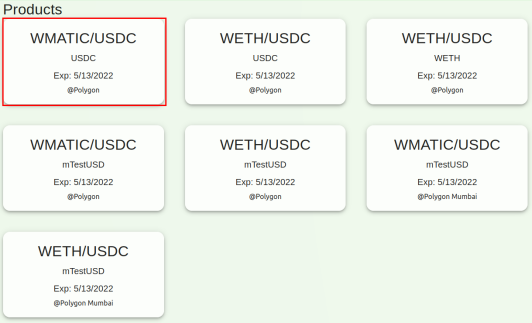 Products
WMATIC/USDC
USDC
Exp: 5/13/2022
@Polygon
WETH/USDC
USDC
Exp: 5/13/2022
@Polygon
WETH/USDC
WETH
Exp: 5/13/2022
@Polygon
WMATIC/USDC
mTestUSD
Exp: 5/13/2022
@Polygon
WETH/USDC
mTestUSD
Exp: 5/13/2022
@Polygon
WMATIC/USDC
mTestUSD
Exp: 5/13/2022
@Polygon Mumbai
WETH/USDC
mTestUSD
Exp: 5/13/2022
@Polygon Mumbai